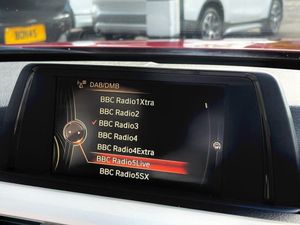 DAB/DMB
BBC Radio1Xtra
BBC Radio2
BBC Radio3
BBC Radio4
BBC Radio4Extra
BBC Radio5Live
BBC Radio5SX